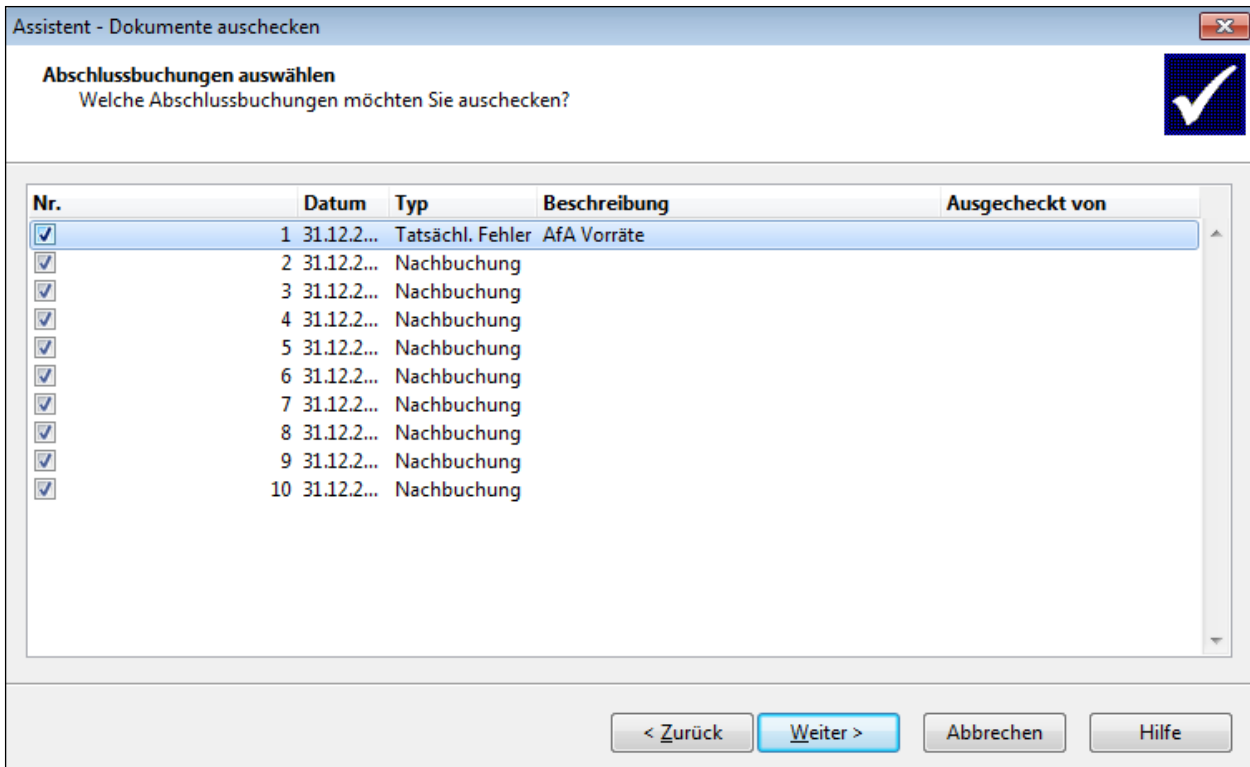 Assistent - Dokumente auschecken
Abschlussbuchungen auswählen
Welche Abschlussbuchungen möchten Sie auschecken?
Nr. Datum Typ Beschreibung Ausgecheckt von
1 31.12.2... Tatsächl. Fehler AfA Vorräte
2 31.12.2... Nachbuchung
3 31.12.2... Nachbuchung
4 31.12.2... Nachbuchung
5 31.12.2... Nachbuchung
6 31.12.2... Nachbuchung
7 31.12.2... Nachbuchung
8 31.12.2... Nachbuchung
9 31.12.2... Nachbuchung
10 31.12.2... Nachbuchung
< Zurück Weiter > Abbrechen Hilfe